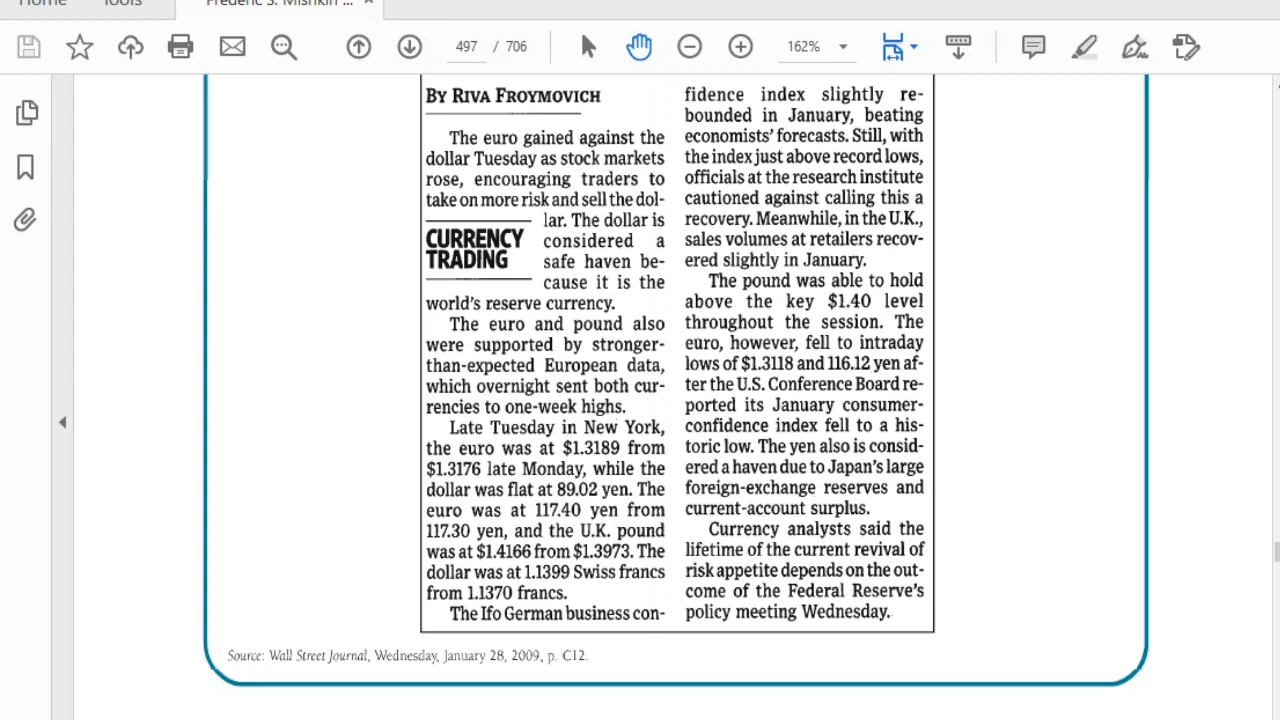 Home Tools Frederic S. Mishkin ... ×
497 / 706 162%
BY RIVA FROYMOVICH
The euro gained against the
dollar Tuesday as stock markets
rose, encouraging traders to
take on more risk and sell the dol-
lar. The dollar is
considered a
safe haven be-
cause it is the
CURRENCY
TRADING
world's reserve currency.
The euro and pound also
were supported by stronger-
than-expected European data,
which overnight sent both cur-
rencies to one-week highs.
Late Tuesday in New York,
the euro was at $1.3189 from
$1.3176 late Monday, while the
dollar was flat at 89.02 yen. The
euro was at 117.40 yen from
117.30 yen, and the U.K. pound
was at $1.4166 from $1.3973. The
dollar was at 1.1399 Swiss francs
from 1.1370 francs.
The Ifo German business con-
fidence index slightly re-
bounded in January, beating
economists' forecasts. Still, with
the index just above record lows,
officials at the research institute
cautioned against calling this a
recovery. Meanwhile, in the U.K.,
sales volumes at retailers recov-
ered slightly in January.
The pound was able to hold
above the key $1.40 level
throughout the session. The
euro, however, fell to intraday
lows of $1.3118 and 116.12 yen af-
ter the U.S. Conference Board re-
ported its January consumer-
confidence index fell to a his-
toric low. The yen also is consid-
ered a haven due to Japan's large
foreign-exchange reserves and
current-account surplus.
Currency analysts said the
lifetime of the current revival of
risk appetite depends on the out-
come of the Federal Reserve's
policy meeting Wednesday.
Source: Wall Street Journal, Wednesday, January 28, 2009, p. C12.